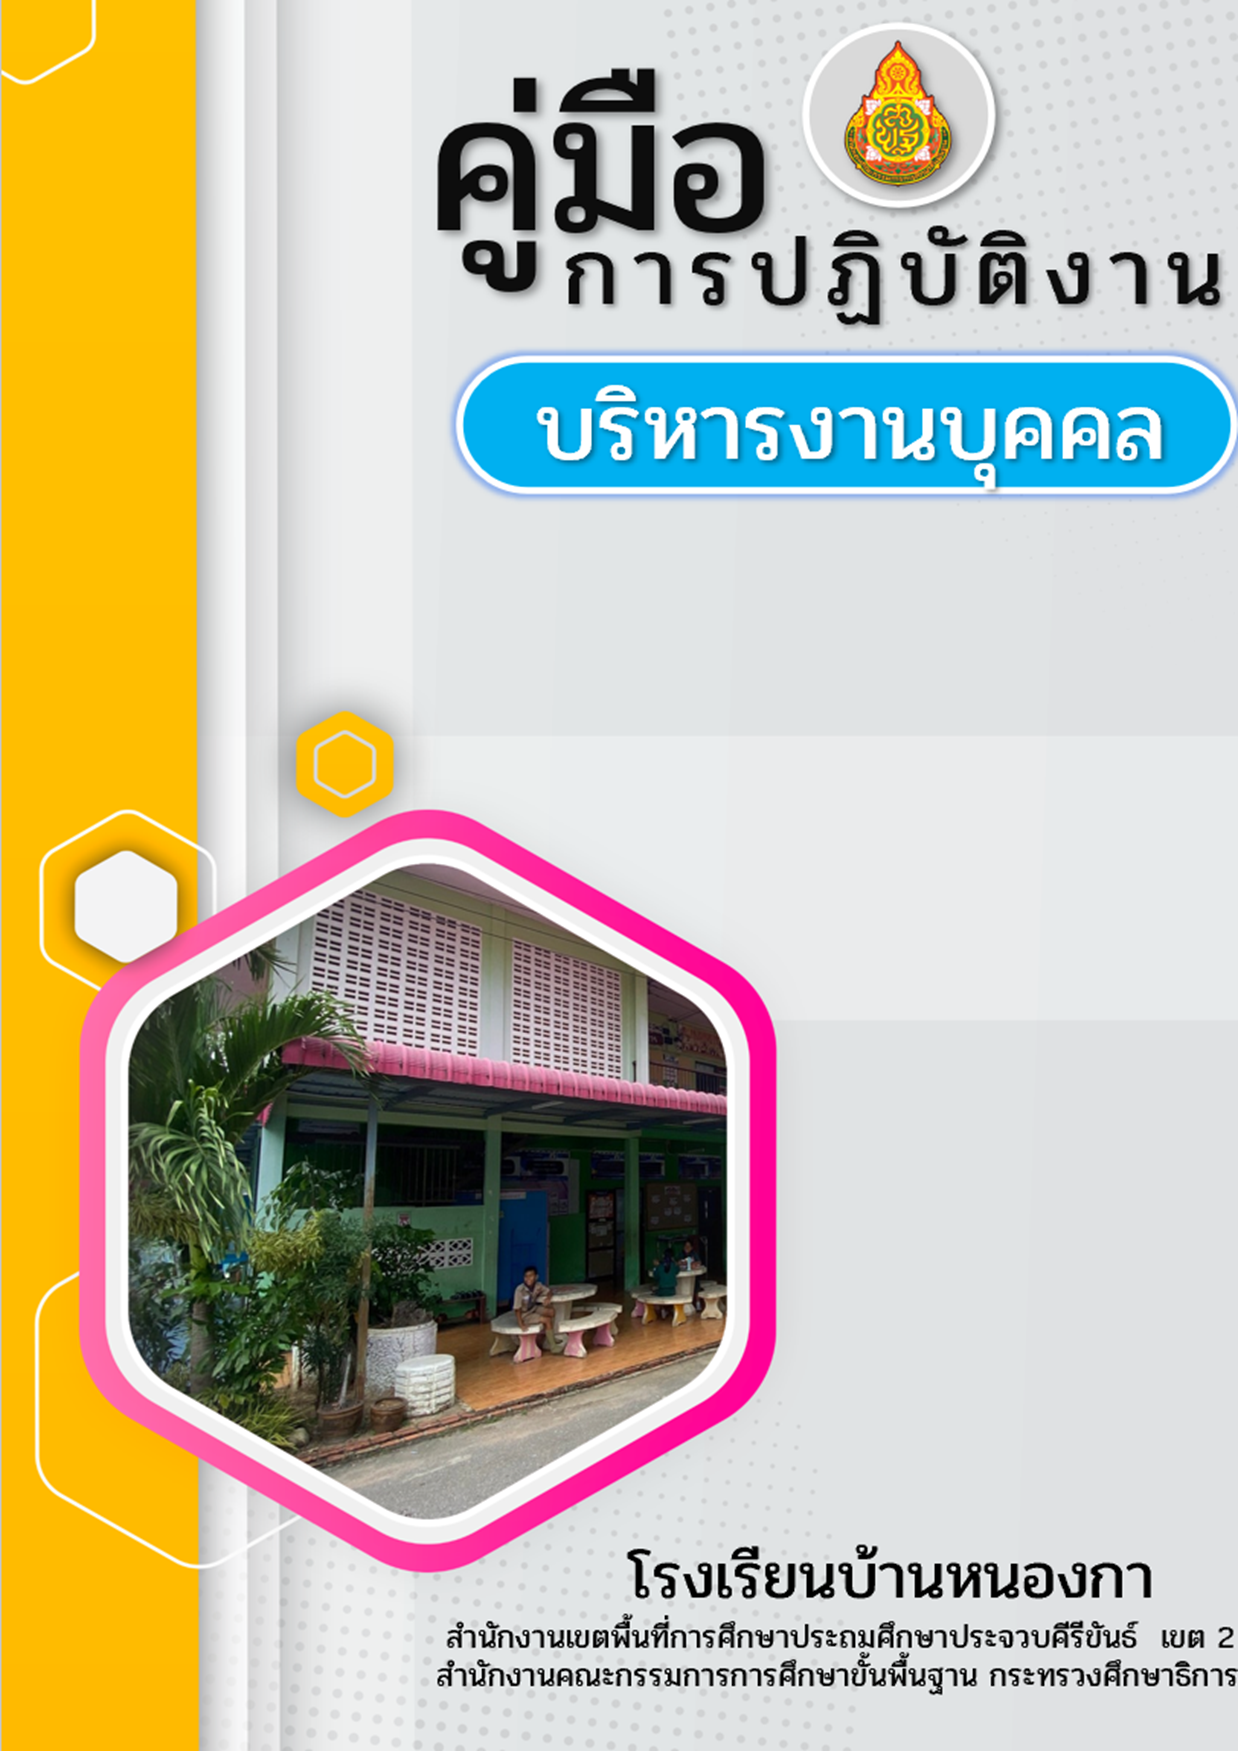 คู่มือ
การปฏิบัติงาน
บริหารงานบุคคล
โรงเรียนบ้านหนองกา
สำนักงานเขตพื้นที่การศึกษาประถมศึกษาประจวบคีรีขันธ์ เขต 2
สำนักงานคณะกรรมการการศึกษาขั้นพื้นฐาน กระทรวงศึกษาธิการ